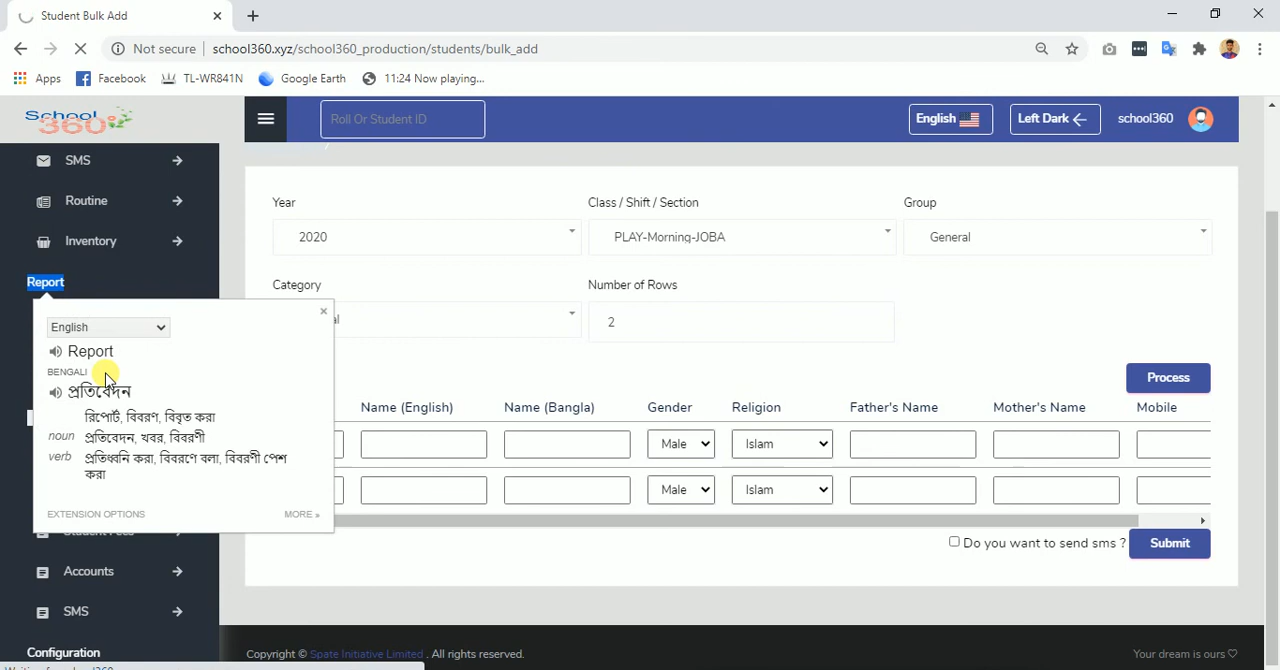 Student Bulk Add
Not secure
school360.xyz/school360_production/students/bulk_add
Apps
Facebook
TL-WR841N
Google Earth
11:24 Now playing...
School 360
Roll Or Student ID
English
Left Dark
school360
SMS
Routine
Inventory
Report
Year
Class / Shift / Section
Group
2020
PLAY-Morning-JOBA
General
Category
Number of Rows
2
English
Report
BENGALI
প্রতিবেদন
রিপোর্ট, বিবরণ, বিবৃত করা
noun প্রতিবেদন, খবর, বিবরণী
verb প্রতিধ্বনি করা, বিবরণে বলা, বিবরণী পেশ
করা
EXTENSION OPTIONS
MORE »
Process
Name (English)
Name (Bangla)
Gender
Religion
Father's Name
Mother's Name
Mobile
Male
Islam
Male
Islam
Do you want to send sms ?
Submit
Student Fees
Accounts
SMS
Configuration
Copyright © Spate Initiative Limited . All rights reserved.
Your dream is ours